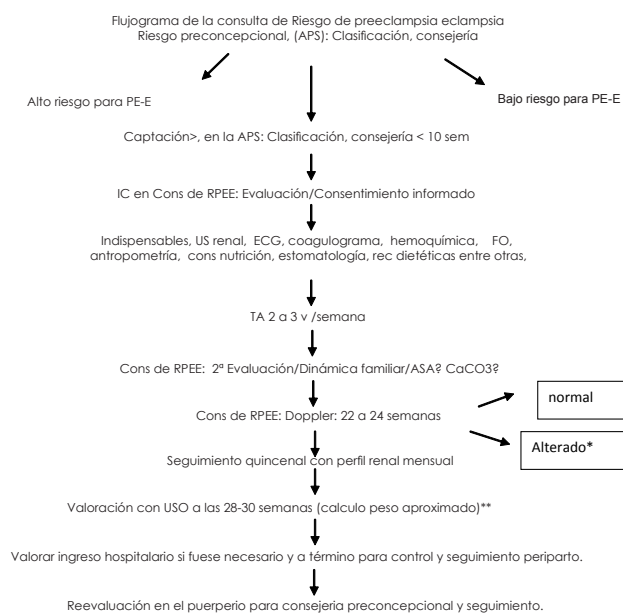 Flujograma de la consulta de Riesgo de preeclampsia eclampsia
Riesgo preconcepcional, (APS): Clasificación, consejería
Alto riesgo para PE-E
Bajo riesgo para PE-E
Captación>, en la APS: Clasificación, consejería < 10 sem
IC en Cons de RPEE: Evaluación/Consentimiento informado
Indispensables, US renal, ECG, coagulograma, hemoquímica, FO,
antropometría, cons nutrición, estomatología, rec dietéticas entre otras,
TA 2 a 3 v /semana
Cons de RPEE: 2ª Evaluación/Dinámica familiar/ASA? CaCO3?
normal
Cons de RPEE: Doppler: 22 a 24 semanas
Alterado*
Seguimiento quincenal con perfil renal mensual
Valoración con USO a las 28-30 semanas (calculo peso aproximado)**
Valorar ingreso hospitalario si fuese necesario y a término para control y seguimiento periparto.
Reevaluación en el puerperio para consejeria preconcepcional y seguimiento.